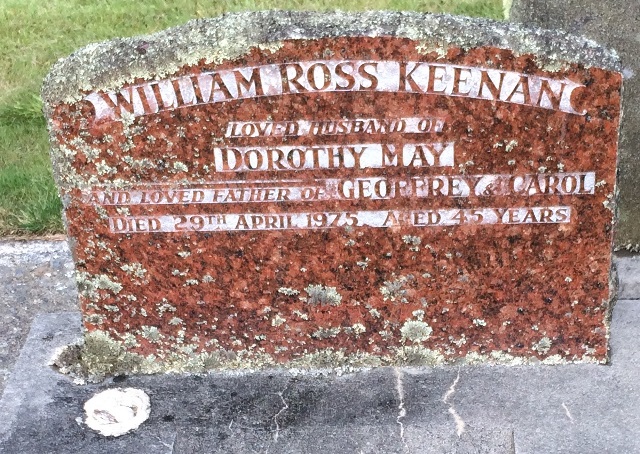 WILLIAM ROSS KEENAN
LOVED HUSBAND OF
DOROTHY MAY
AND LOVED FATHER OF GEOFFREY & CAROL
DIED 29TH APRIL 1975. AGED 45 YEARS